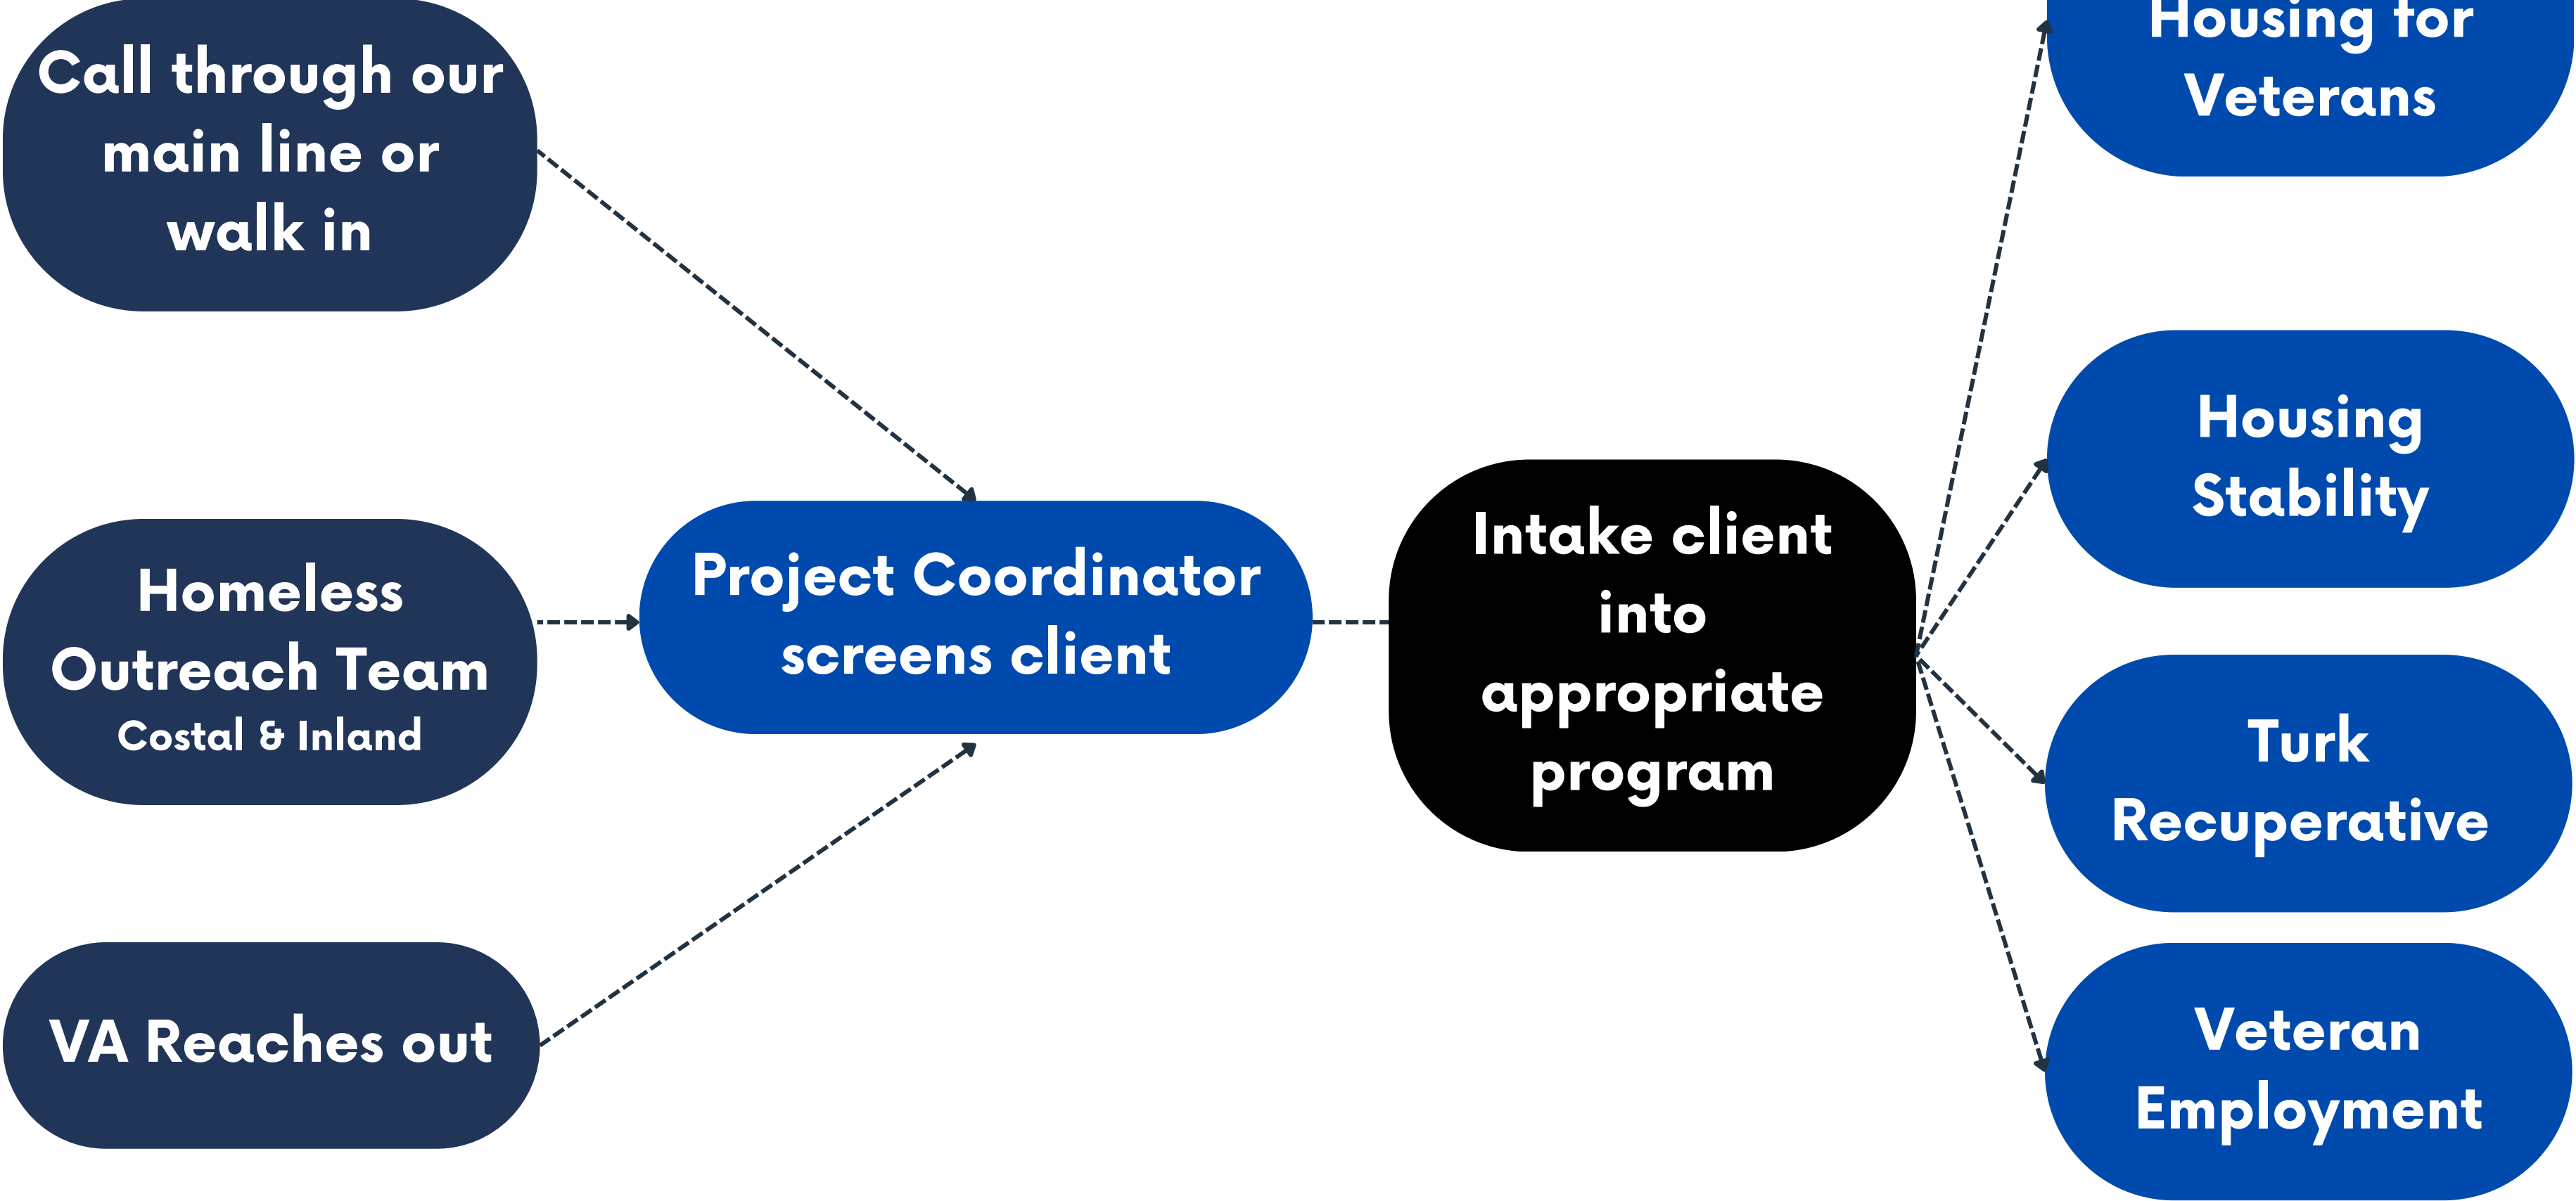 Call through our
main line or
walk in
Homeless
Outreach Team
Costal & Inland
VA Reaches out
Project Coordinator
screens client
Intake client
into
appropriate
program
Housing for
Veterans
Housing
Stability
Turk
Recuperative
Veteran
Employment